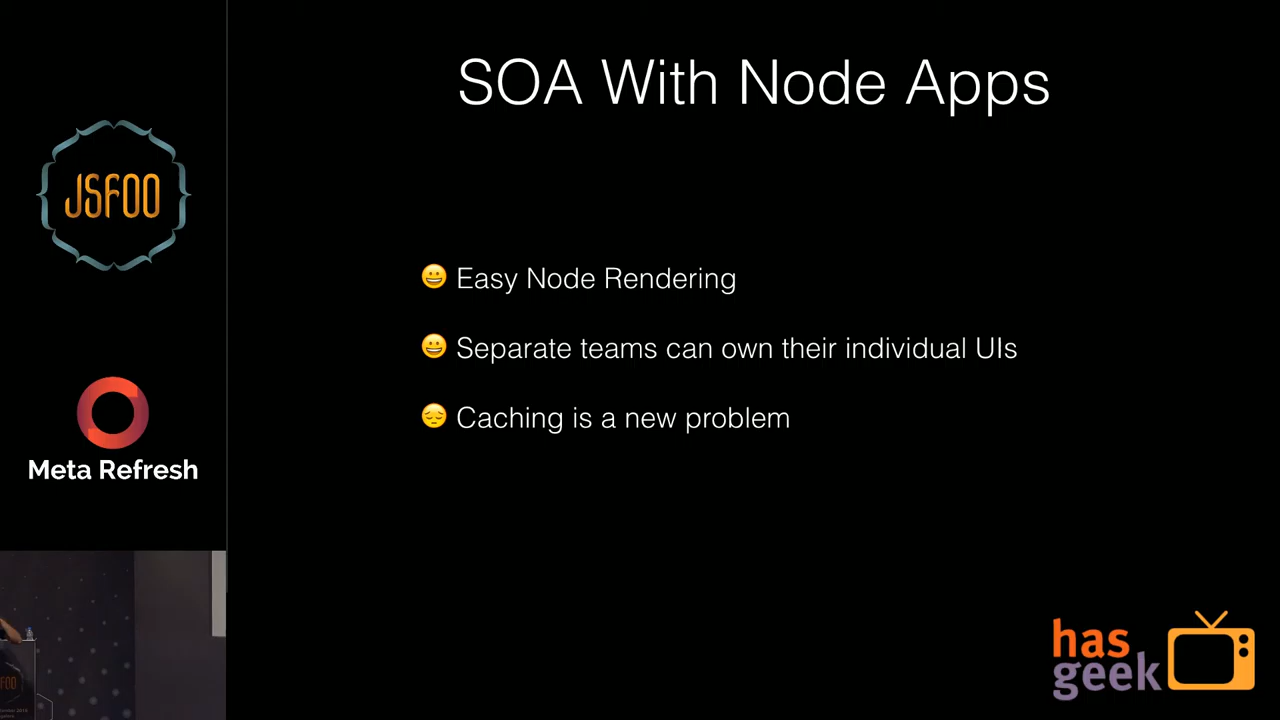 SOA With Node Apps
JSFOO
😀 Easy Node Rendering
😀 Separate teams can own their individual UIs
😔 Caching is a new problem
Meta Refresh
has
geek